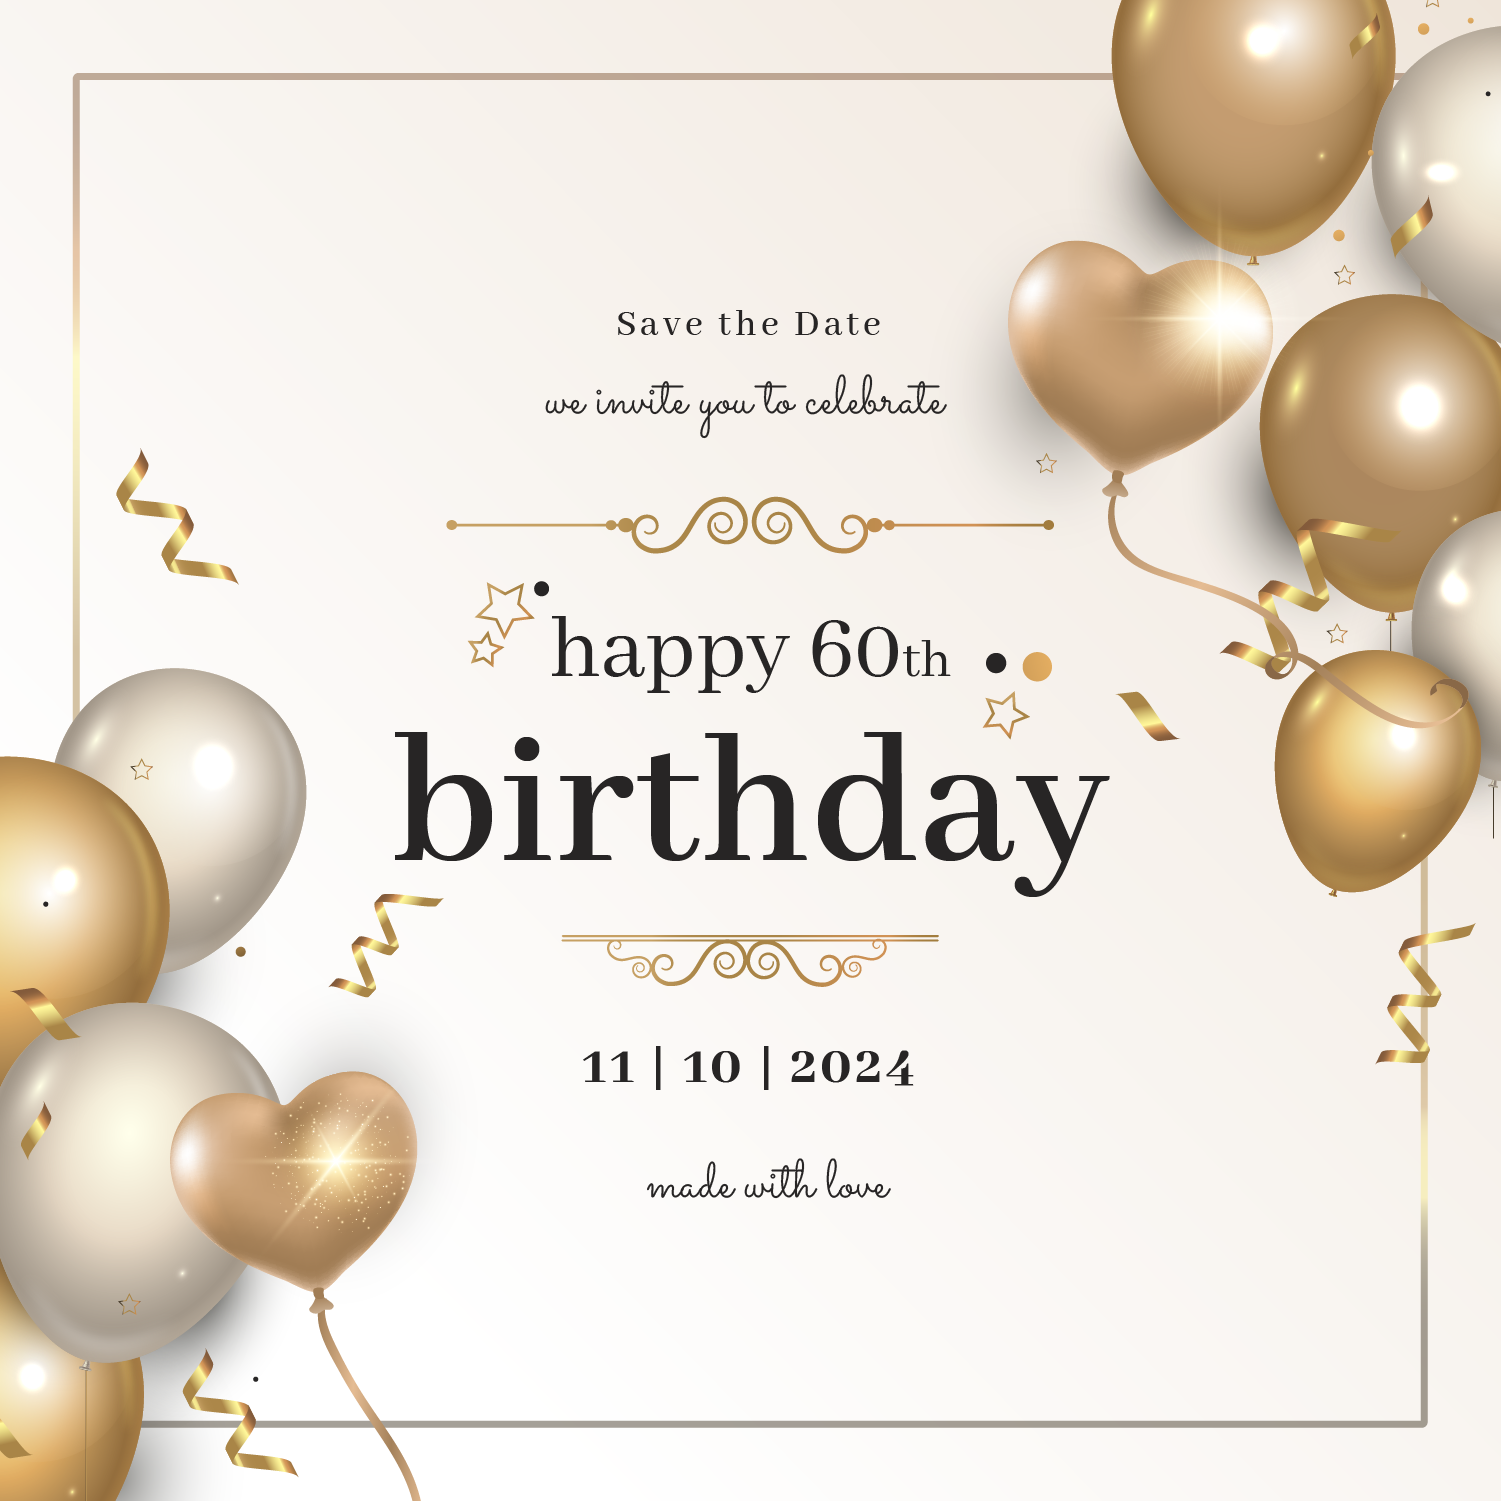 Save the Date
we invite you to celebrate
happy 60th
birthday
11 | 10 | 2024
made with love